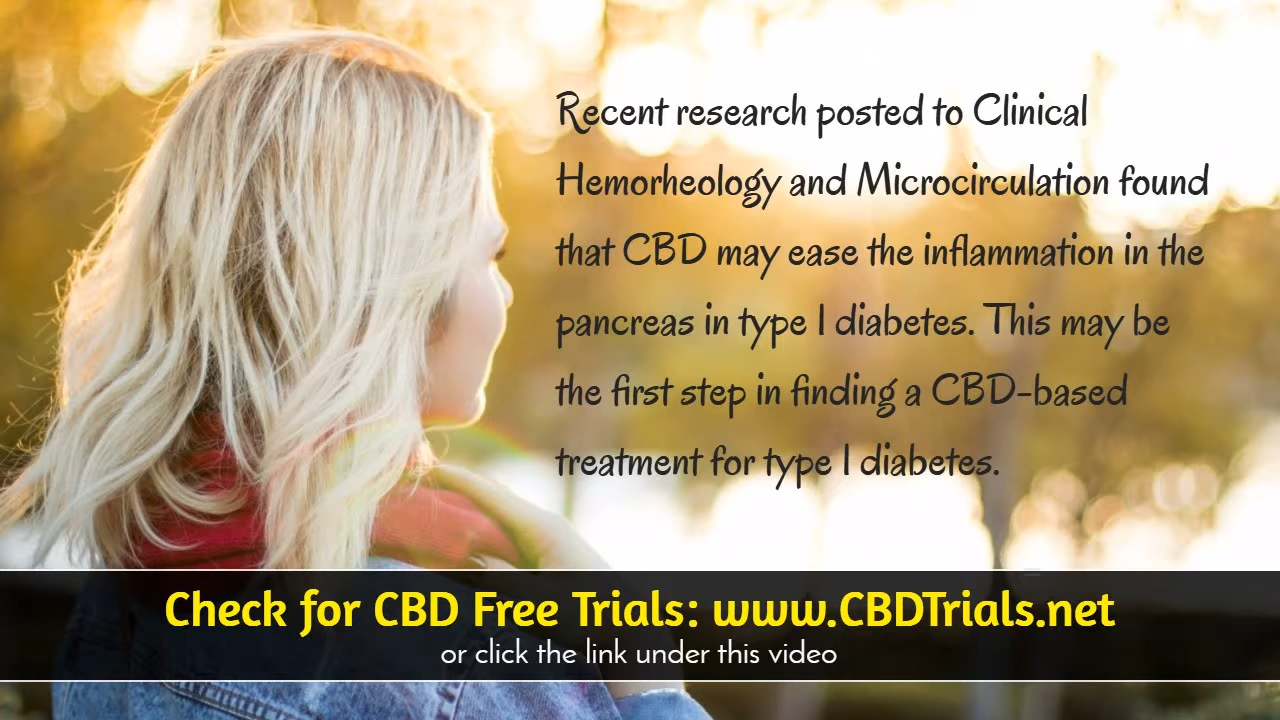 Recent research posted to Clinical
Hemorheology and Microcirculation found
that CBD may ease the inflammation in the
pancreas in type 1 diabetes. This may be
the first step in finding a CBD-based
treatment for type 1 diabetes.
Check for CBD Free Trials: www.CBDTrials.net
or click the link under this video